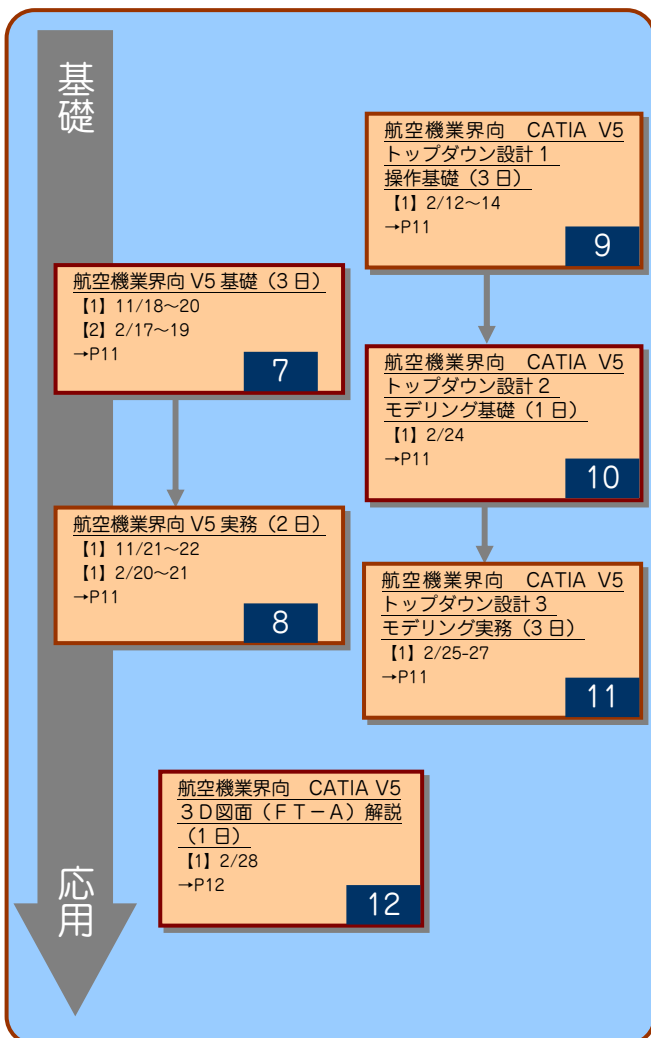 基礎
航空機業界向　CATIA V5
トップダウン設計 1
操作基礎（3 日）
【1】2/12～14
→P11
9
航空機業界向 V5 基礎（3 日）
【1】11/18～20
【2】2/17～19
→P11
7
航空機業界向　CATIA V5
トップダウン設計 2
モデリング基礎（1 日）
【1】2/24
→P11
10
航空機業界向 V5 実務（2 日）
【1】11/21～22
【1】2/20～21
→P11
8
航空機業界向　CATIA V5
トップダウン設計 3
モデリング実務（3 日）
【1】2/25-27
→P11
11
航空機業界向　CATIA V5
３Ｄ図面（ＦＴ－Ａ）解説
（1 日）
【1】2/28
→P12
12
応用